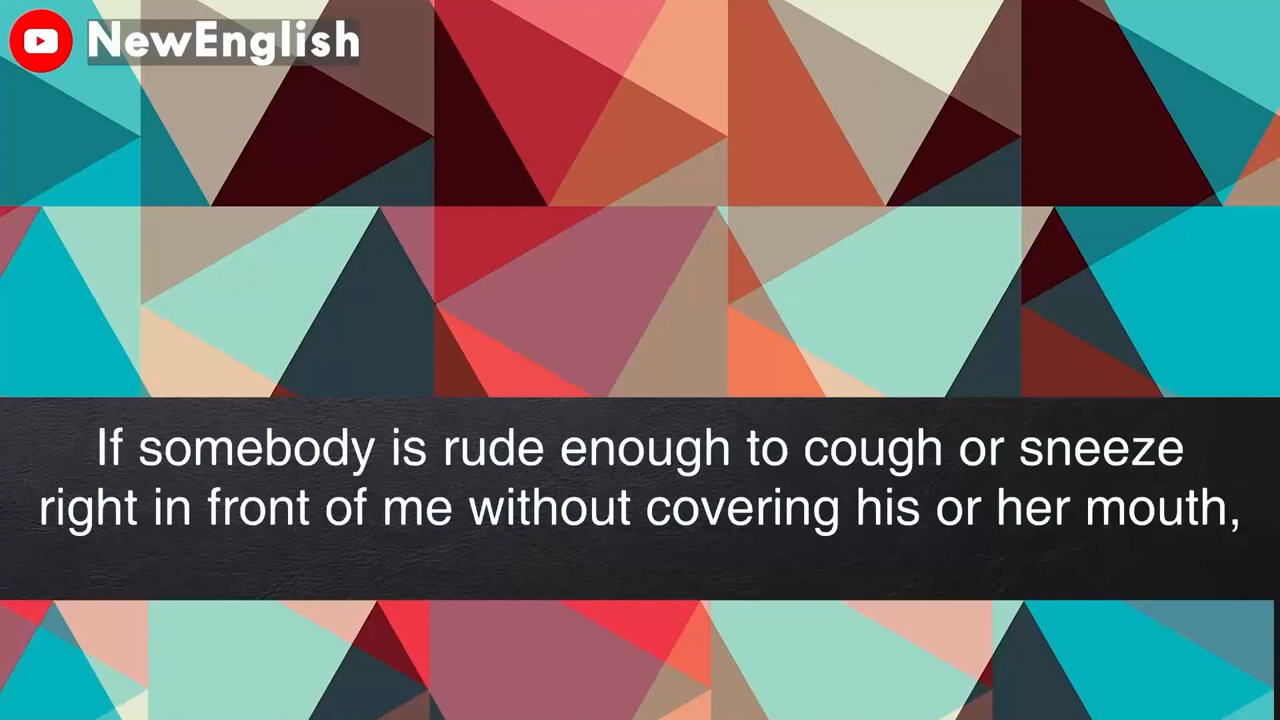 NewEnglish
If somebody is rude enough to cough or sneeze
right in front of me without covering his or her mouth,